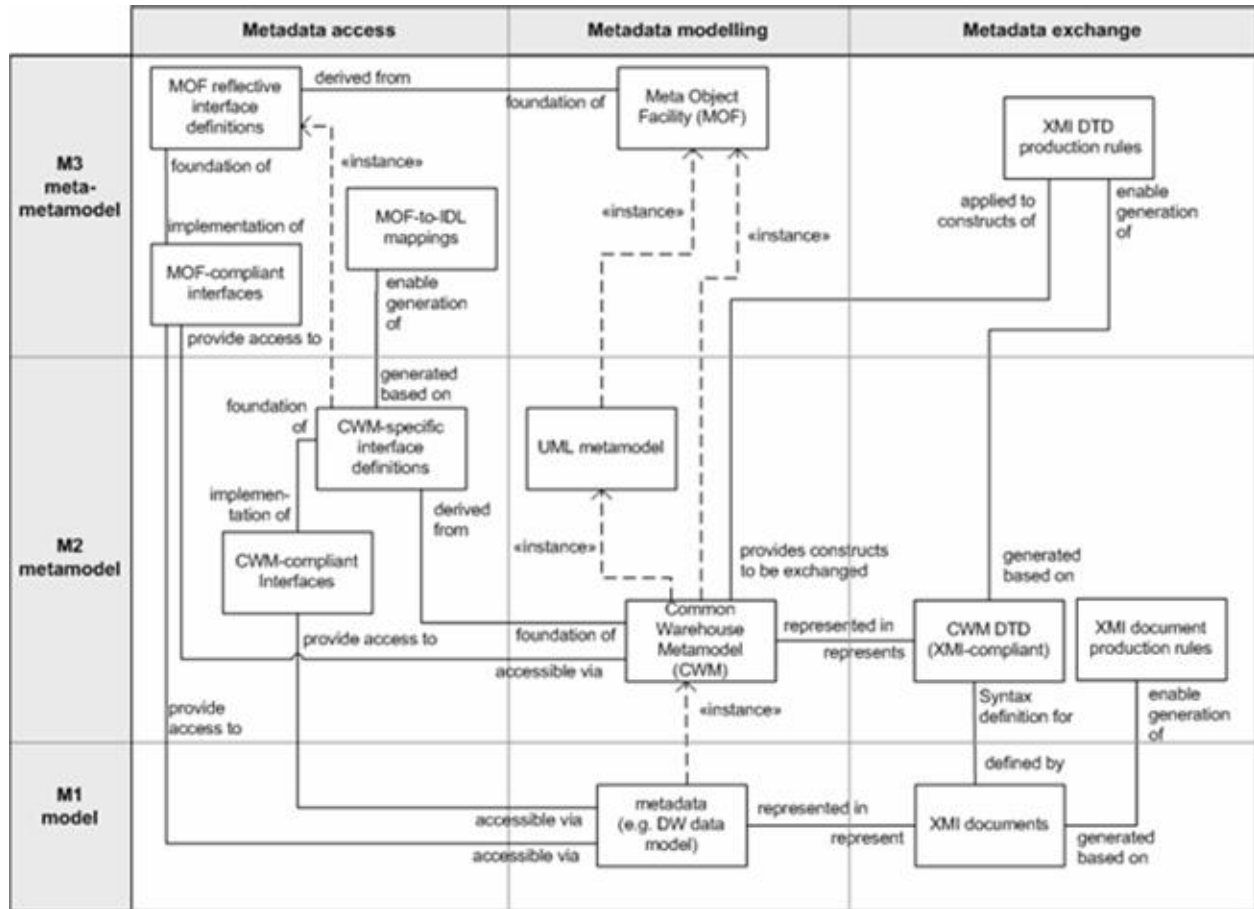 Metadata access
Metadata modelling
Metadata exchange
M3
meta-
metamodel
MOF reflective
interface
definitions
derived from
foundation of
Meta Object
Facility (MOF)
XMI DTD
production rules
foundation of
«instance»
applied to
constructs of
enable
generation
of
implementation of
MOF-to-IDL
mappings
«instance»
«instance»
MOF-compliant
interfaces
enable
generation
of
provide access to
M2
metamodel
generated
based on
foundation
of
CWM-specific
interface
definitions
UML metamodel
implemen-
tation of
derived
from
«instance»
CWM-compliant
Interfaces
provides constructs
to be exchanged
generated
based on
provide access to
foundation of
Common
Warehouse
Metamodel
(CWM)
represented in
represents
CWM DTD
(XMI-compliant)
XMI document
production rules
accessible via
provide
access to
«instance»
Syntax
definition for
enable
generation
of
M1
model
defined by
accessible via
accessible via
metadata
(e.g. DW data
model)
represented in
represent
XMI documents
generated
based on